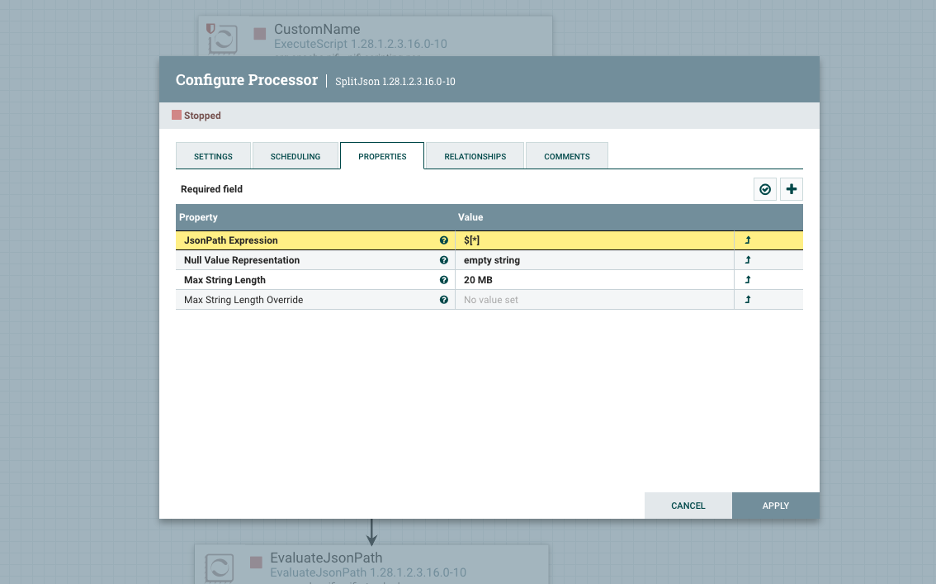 CustomName
ExecuteScript 1.28.1.2.3.16.0-10
Configure Processor | SplitJson 1.28.1.2.3.16.0-10
Stopped
SETTINGS SCHEDULING PROPERTIES RELATIONSHIPS COMMENTS
Required field
Property Value
JsonPath Expression $[*]
Null Value Representation empty string
Max String Length 20 MB
Max String Length Override No value set
CANCEL APPLY
EvaluateJsonPath
EvaluateJsonPath 1.28.1.2.3.16.0-10